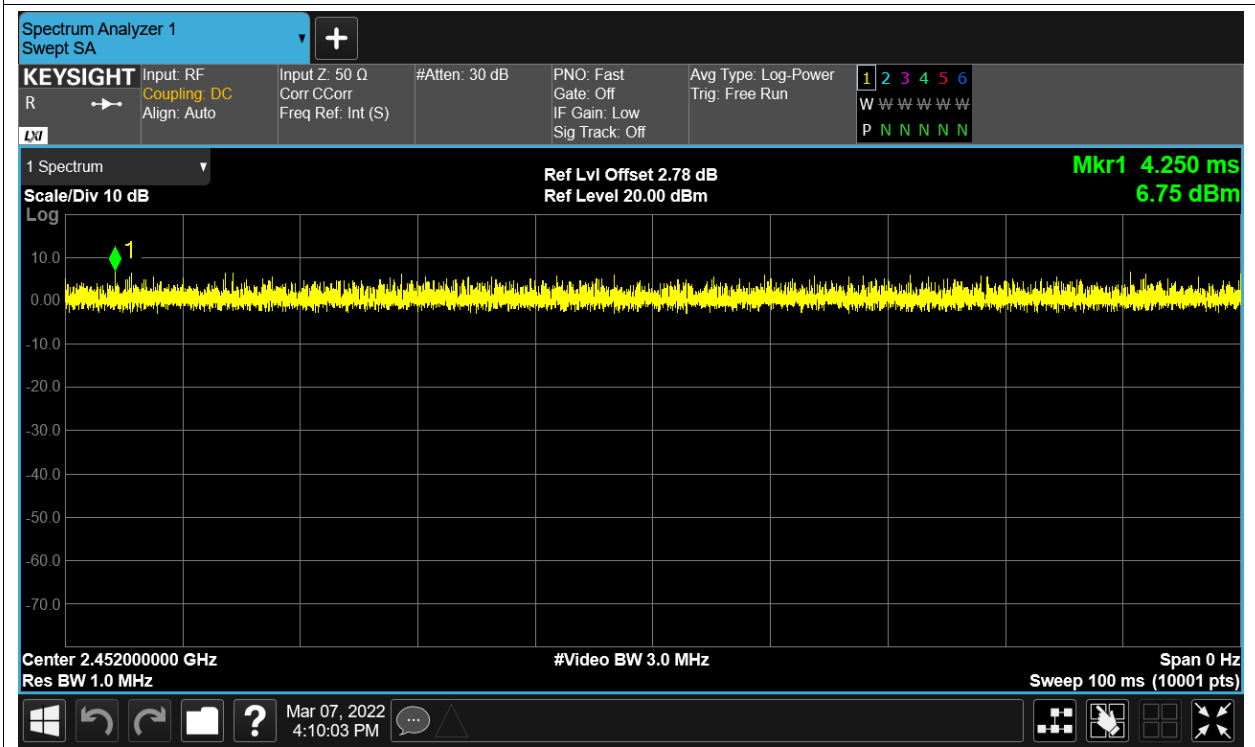 Spectrum Analyzer 1
Swept SA
KEYSIGHT
R
LXI
Input: RF
Coupling: DC
Align: Auto
Input Z: 50 Ω
Corr CCorr
Freq Ref: Int (S)
#Atten: 30 dB
PNO: Fast
Gate: Off
IF Gain: Low
Sig Track: Off
Avg Type: Log-Power
Trig: Free Run
1 2 3 4 5 6
W W W W W W
P N N N N N
1 Spectrum
Scale/Div 10 dB
Log
Ref Lvl Offset 2.78 dB
Ref Level 20.00 dBm
Mkr1 4.250 ms
6.75 dBm
1
10.0
0.00
-10.0
-20.0
-30.0
-40.0
-50.0
-60.0
-70.0
Center 2.452000000 GHz
Res BW 1.0 MHz
#Video BW 3.0 MHz
Span 0 Hz
Sweep 100 ms (10001 pts)
?
Mar 07, 2022
4:10:03 PM